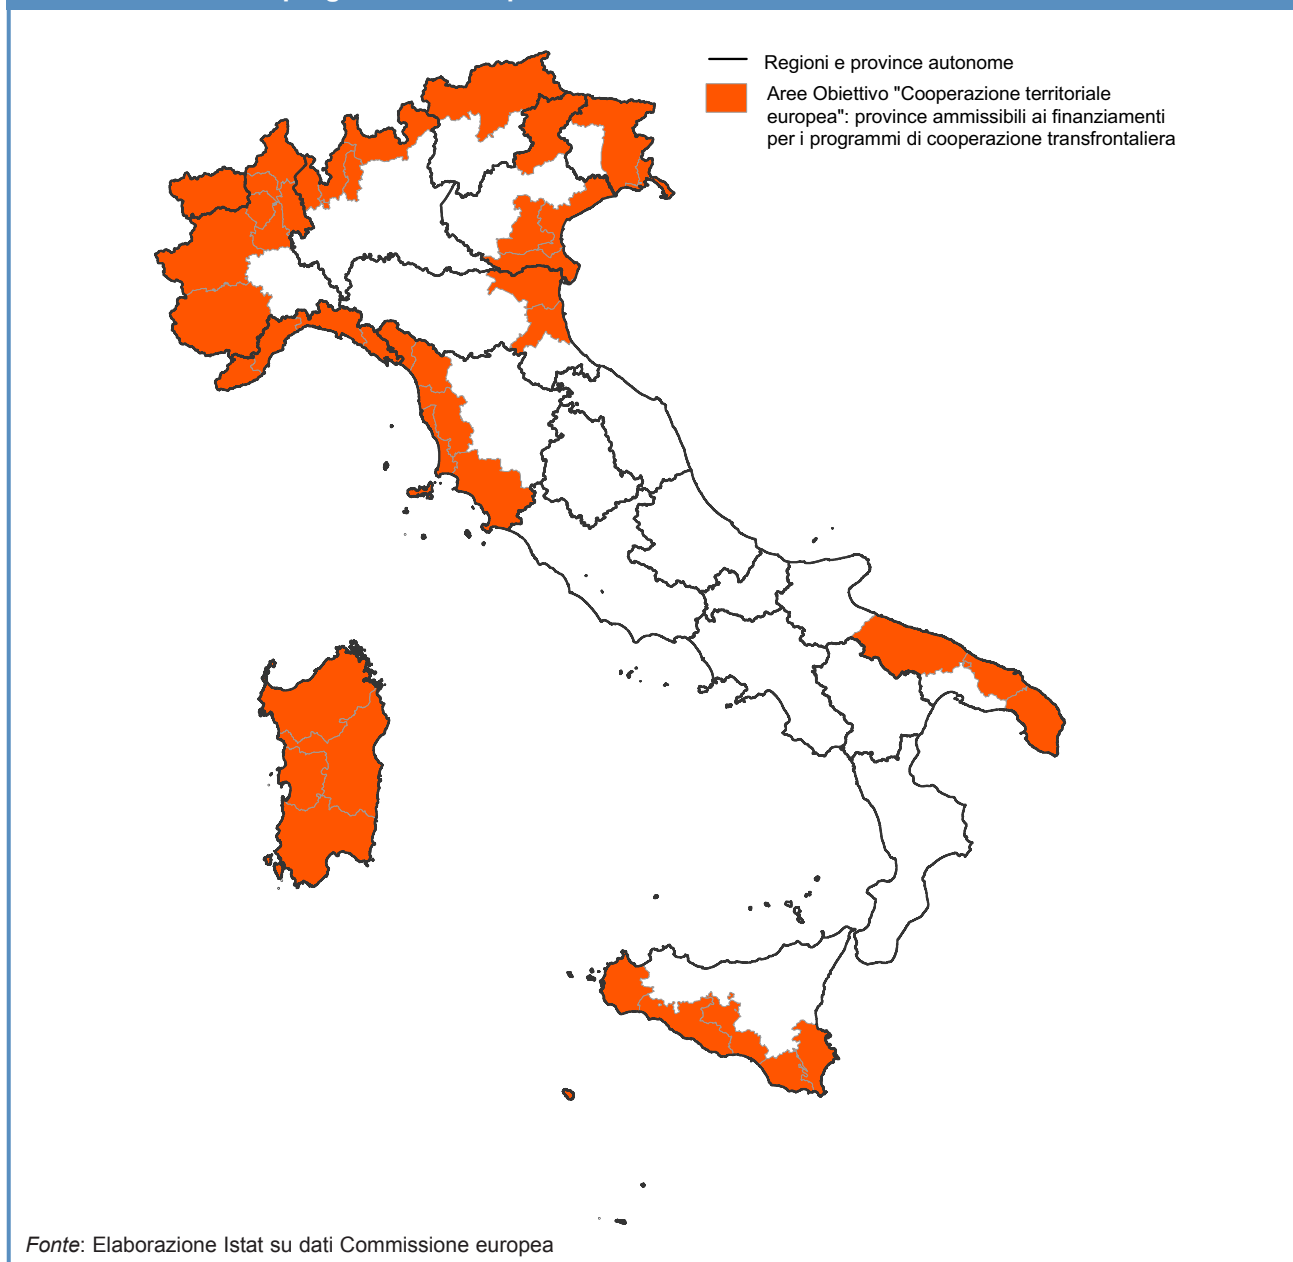 Regioni e province autonome
Aree Obiettivo "Cooperazione territoriale
europea": province ammissibili ai finanziamenti
per i programmi di cooperazione transfrontaliera
Fonte: Elaborazione Istat su dati Commissione europea